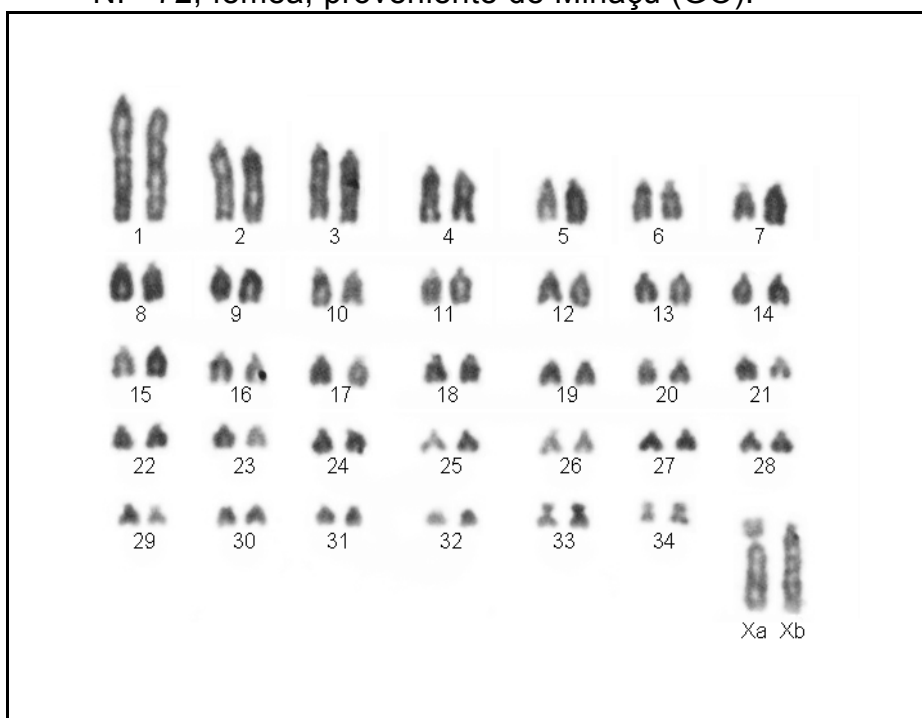 NF=72, fêmea, proveniente de Minaçu (GO).
1 2 3 4 5 6 7
8 9 10 11 12 13 14
15 16 17 18 19 20 21
22 23 24 25 26 27 28
29 30 31 32 33 34
Xa Xb